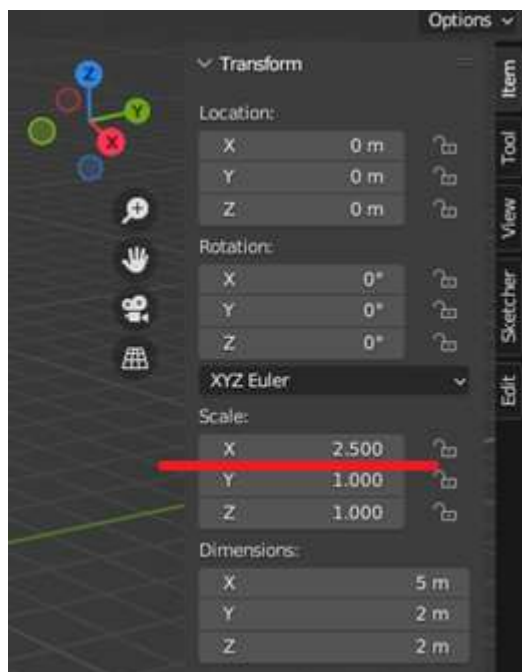 Options
Transform
Location:
X 0 m
Y 0 m
Z 0 m
Rotation:
X 0°
Y 0°
Z 0°
XYZ Euler
Scale:
X 2.500
Y 1.000
Z 1.000
Dimensions:
X 5 m
Y 2 m
Z 2 m
Item
Tool
View
Sketcher
Edit
Z
Y
X